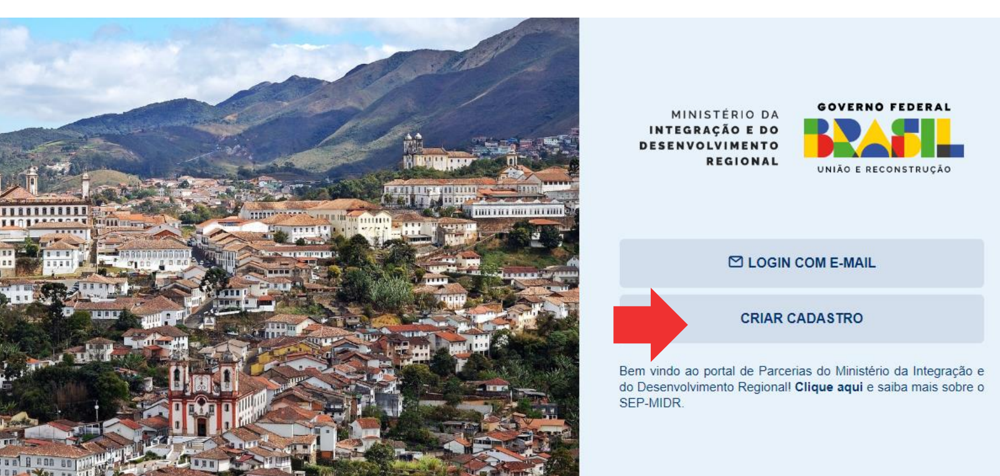 MINISTÉRIO DA
INTEGRAÇÃO E DO
DESENVOLVIMENTO
REGIONAL
GOVERNO FEDERAL
BRASIL
UNIÃO E RECONSTRUÇÃO
LOGIN COM E-MAIL
CRIAR CADASTRO
Bem vindo ao portal de Parcerias do Ministério da Integração e
do Desenvolvimento Regional! Clique aqui e saiba mais sobre o
SEP-MIDR.